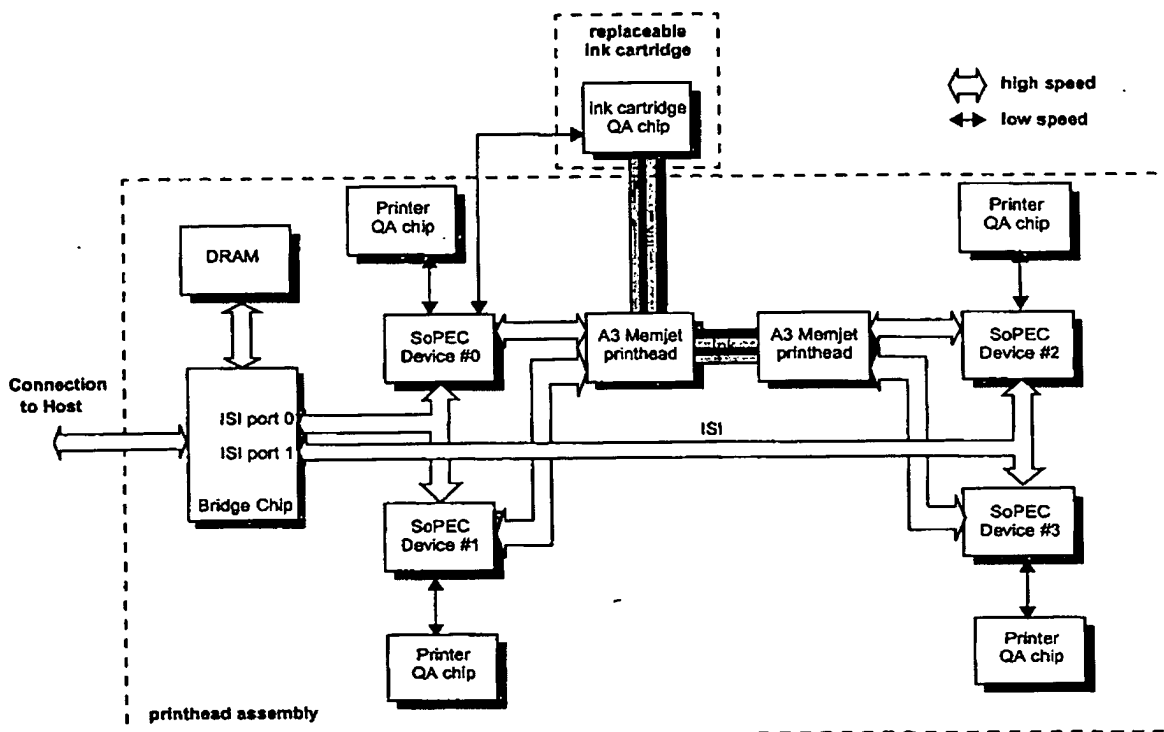 replaceable
ink cartridge
ink cartridge
QA chip
high speed
low speed
Printer
QA chip
Printer
QA chip
DRAM
SoPEC
Device #0
A3 Memjet
printhead
Ink
A3 Memjet
printhead
SoPEC
Device #2
Connection
to Host
ISI port 0
ISI port 1
Bridge Chip
ISI
SoPEC
Device #1
SoPEC
Device #3
Printer
QA chip
Printer
QA chip
printhead assembly